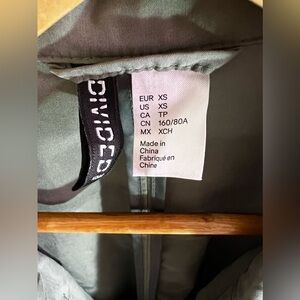 DIVIDED
EUR XS
US XS
CA TP
CN 160/80A
MX XCH
Made in
China
Fabriqué en
Chine